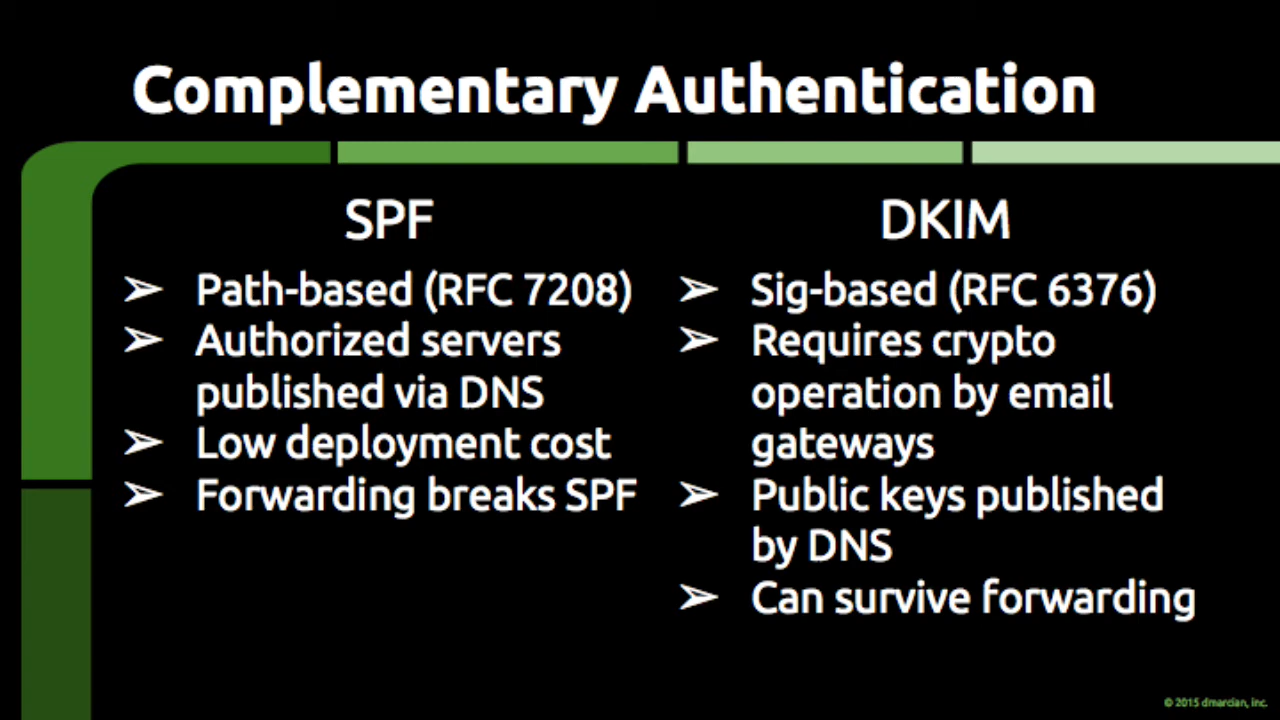 Complementary Authentication
SPF
➢ Path-based (RFC 7208)
➢ Authorized servers
published via DNS
➢ Low deployment cost
➢ Forwarding breaks SPF
DKIM
➢ Sig-based (RFC 6376)
➢ Requires crypto
operation by email
gateways
➢ Public keys published
by DNS
➢ Can survive forwarding
© 2015 dmarcian, inc.